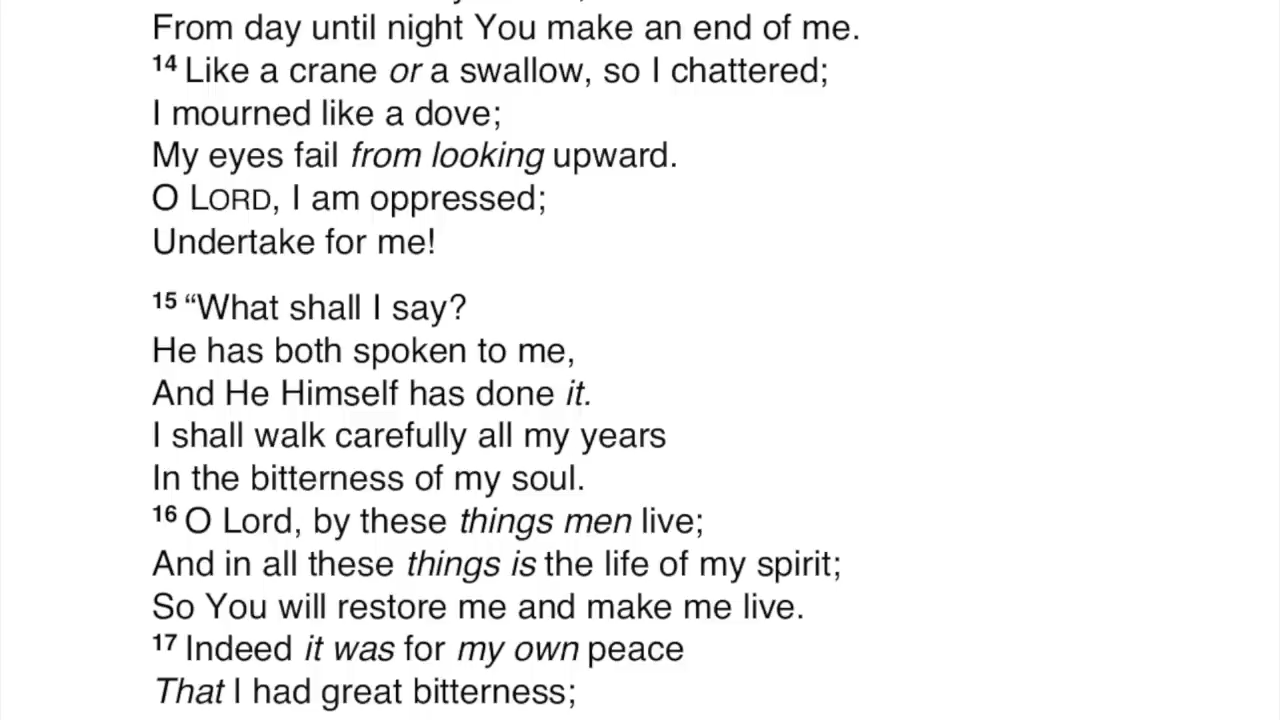 From day until night You make an end of me.
14 Like a crane or a swallow, so I chattered;
I mourned like a dove;
My eyes fail from looking upward.
O LORD, I am oppressed;
Undertake for me!
15 “What shall I say?
He has both spoken to me,
And He Himself has done it.
I shall walk carefully all my years
In the bitterness of my soul.
16 O Lord, by these things men live;
And in all these things is the life of my spirit;
So You will restore me and make me live.
17 Indeed it was for my own peace
That I had great bitterness;